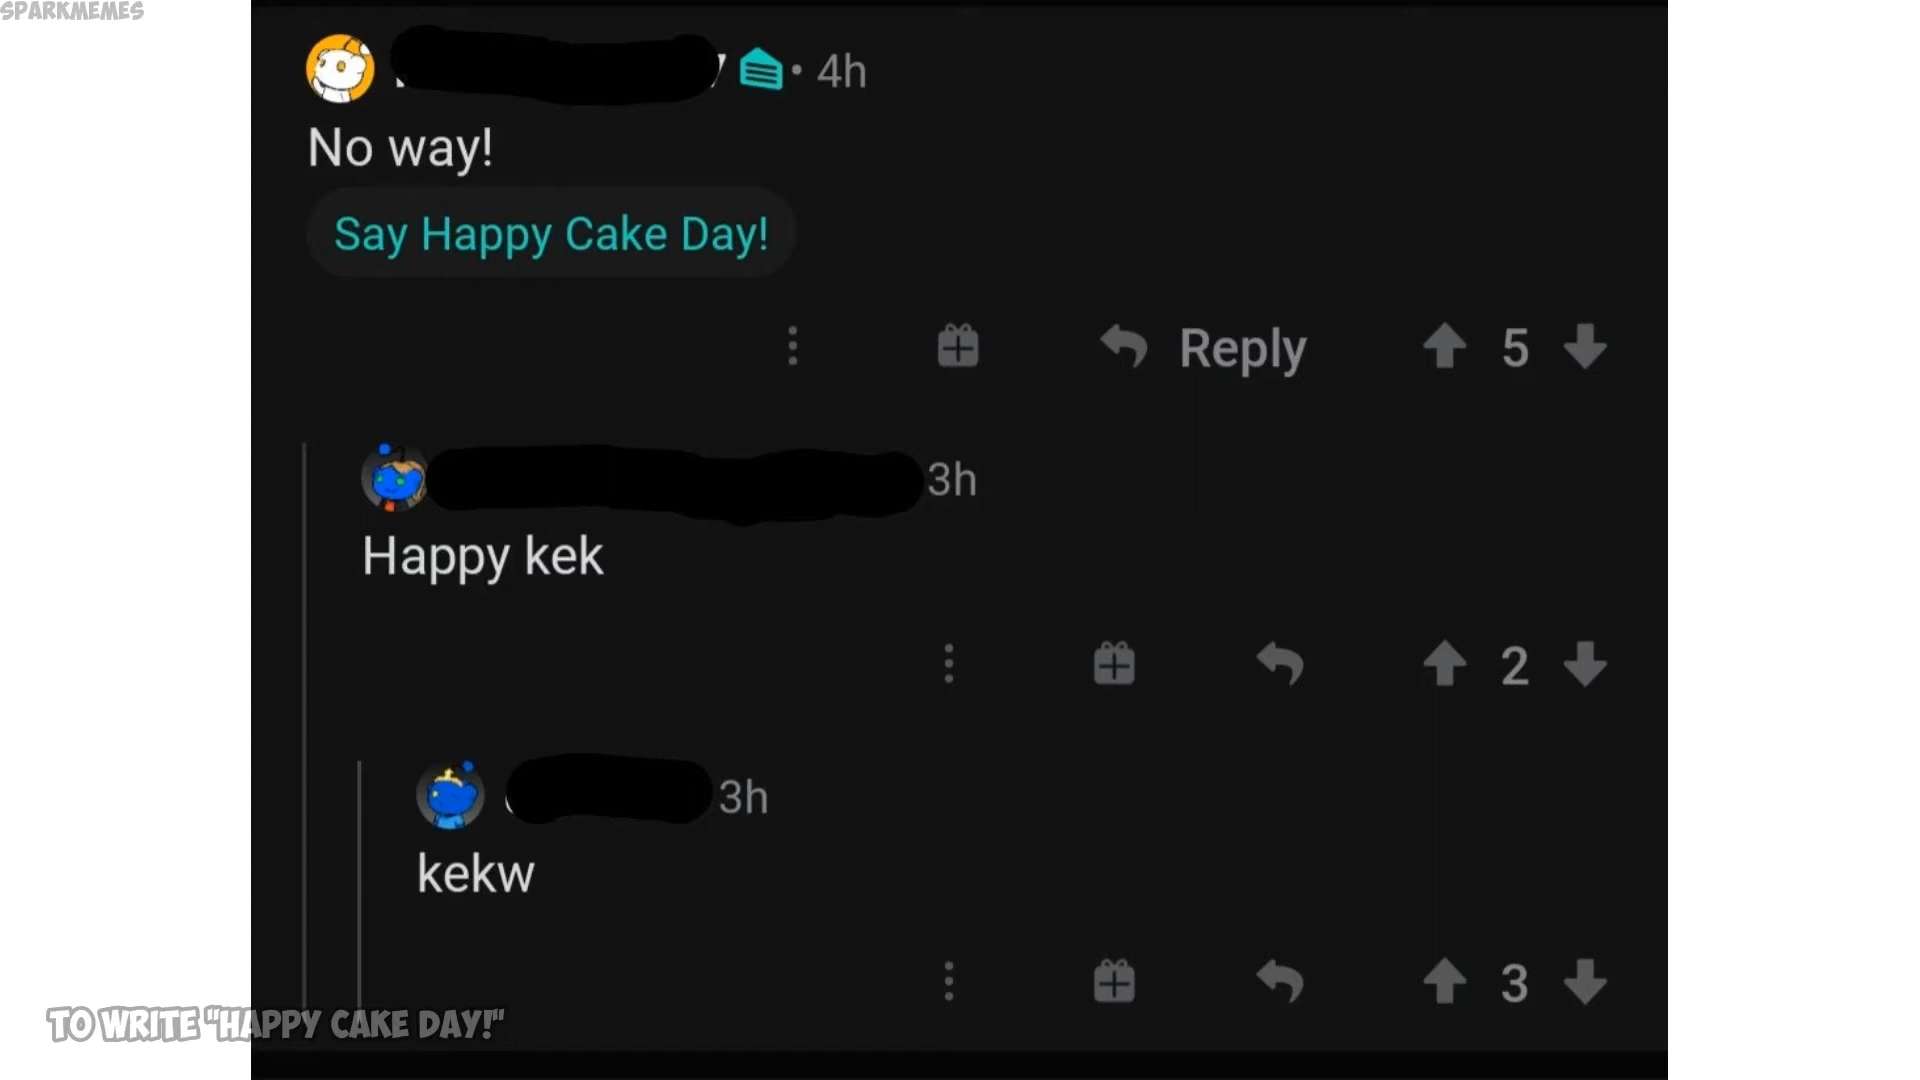 SPARKMEMES
• 4h
No way!
Say Happy Cake Day!
Reply 5
3h
Happy kek
2
3h
kekw
3
TO WRITE "HAPPY CAKE DAY!"